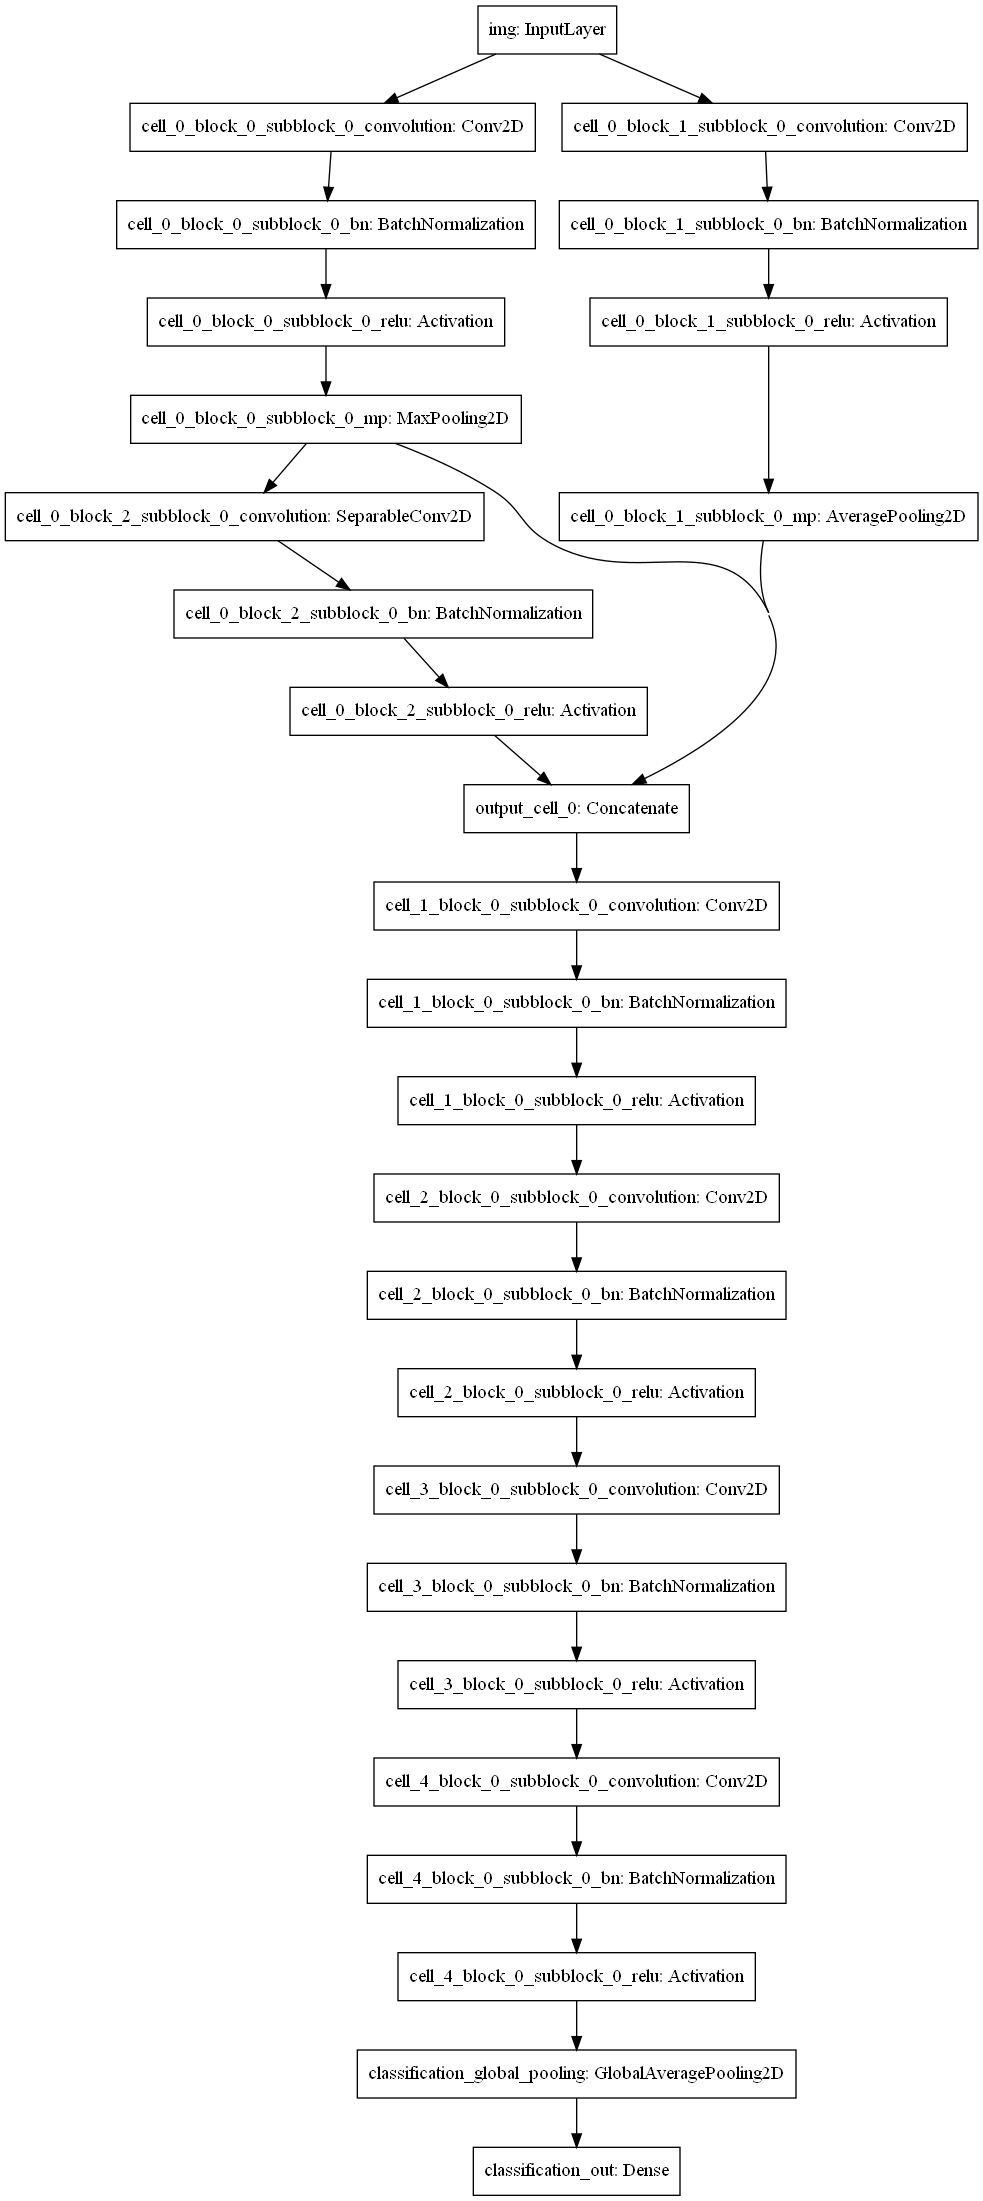 img: InputLayer
cell_0_block_0_subblock_0_convolution: Conv2D
cell_0_block_1_subblock_0_convolution: Conv2D
cell_0_block_0_subblock_0_bn: BatchNormalization
cell_0_block_1_subblock_0_bn: BatchNormalization
cell_0_block_0_subblock_0_relu: Activation
cell_0_block_1_subblock_0_relu: Activation
cell_0_block_0_subblock_0_mp: MaxPooling2D
cell_0_block_2_subblock_0_convolution: SeparableConv2D
cell_0_block_1_subblock_0_mp: AveragePooling2D
cell_0_block_2_subblock_0_bn: BatchNormalization
cell_0_block_2_subblock_0_relu: Activation
output_cell_0: Concatenate
cell_1_block_0_subblock_0_convolution: Conv2D
cell_1_block_0_subblock_0_bn: BatchNormalization
cell_1_block_0_subblock_0_relu: Activation
cell_2_block_0_subblock_0_convolution: Conv2D
cell_2_block_0_subblock_0_bn: BatchNormalization
cell_2_block_0_subblock_0_relu: Activation
cell_3_block_0_subblock_0_convolution: Conv2D
cell_3_block_0_subblock_0_bn: BatchNormalization
cell_3_block_0_subblock_0_relu: Activation
cell_4_block_0_subblock_0_convolution: Conv2D
cell_4_block_0_subblock_0_bn: BatchNormalization
cell_4_block_0_subblock_0_relu: Activation
classification_global_pooling: GlobalAveragePooling2D
classification_out: Dense